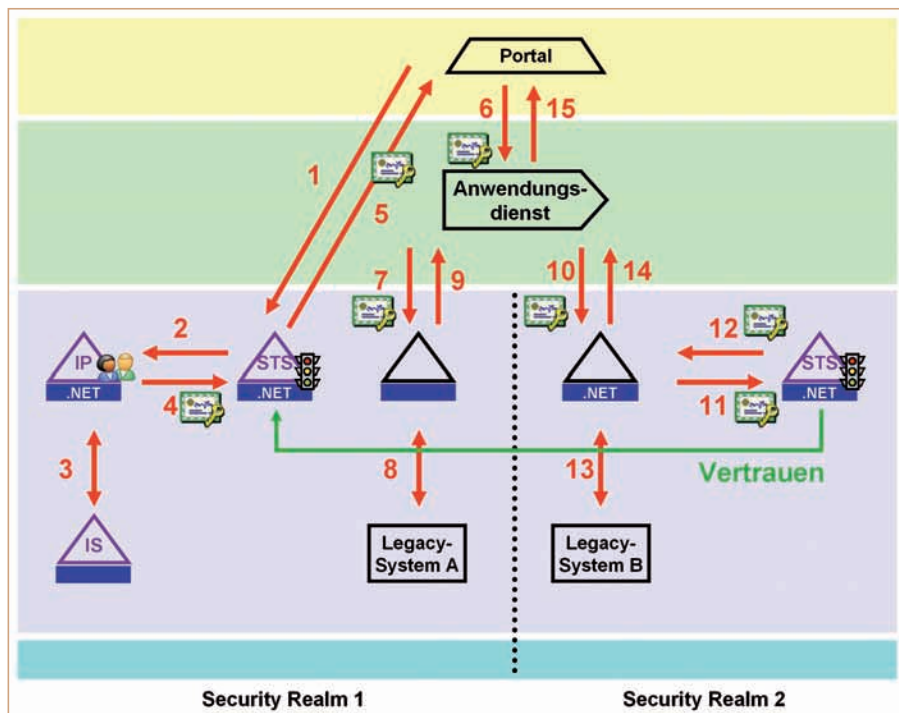 Portal
6
15
1
5
Anwendungs-
dienst
7
9
10
14
2
12
IP
STS
STS
.NET
.NET
.NET
.NET
4
11
Vertrauen
3
8
13
IS
Legacy-
System A
Legacy-
System B
Security Realm 1
Security Realm 2